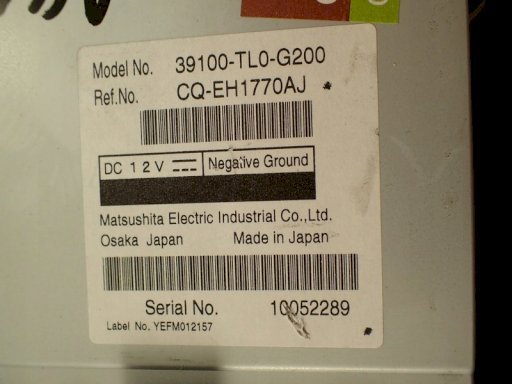 Model No. 39100-TL0-G200
Ref.No. CQ-EH1770AJ
DC 12V Negative Ground
Matsushita Electric Industrial Co.,Ltd.
Osaka Japan Made in Japan
Serial No. 10052289
Label No. YEFM012157